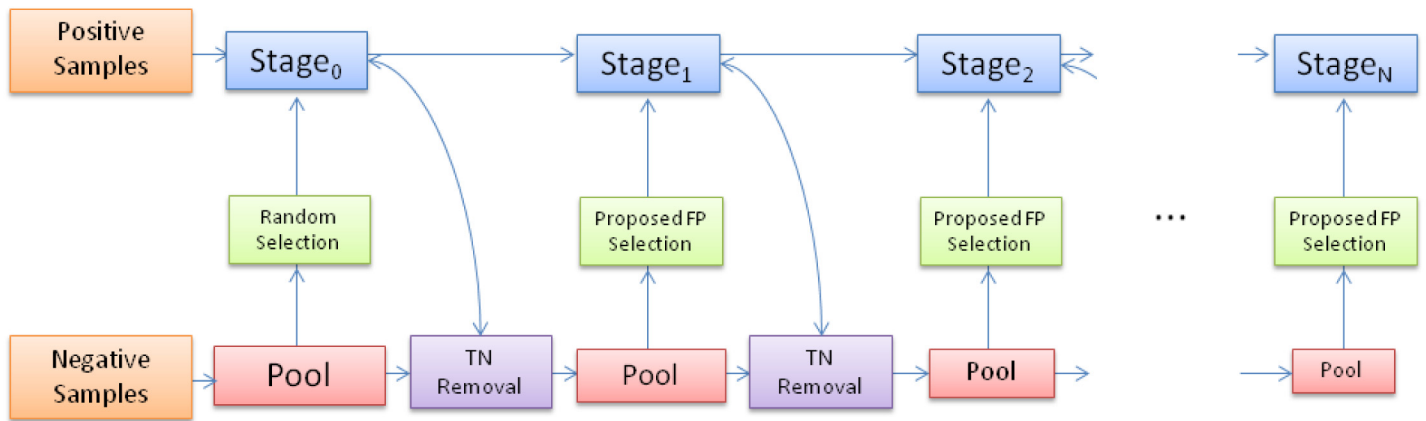 Positive
Samples
Stage₀
Stage₁
Stage₂
StageN
Random
Selection
Proposed FP
Selection
Proposed FP
Selection
...
Proposed FP
Selection
Negative
Samples
Pool
TN
Removal
Pool
TN
Removal
Pool
Pool